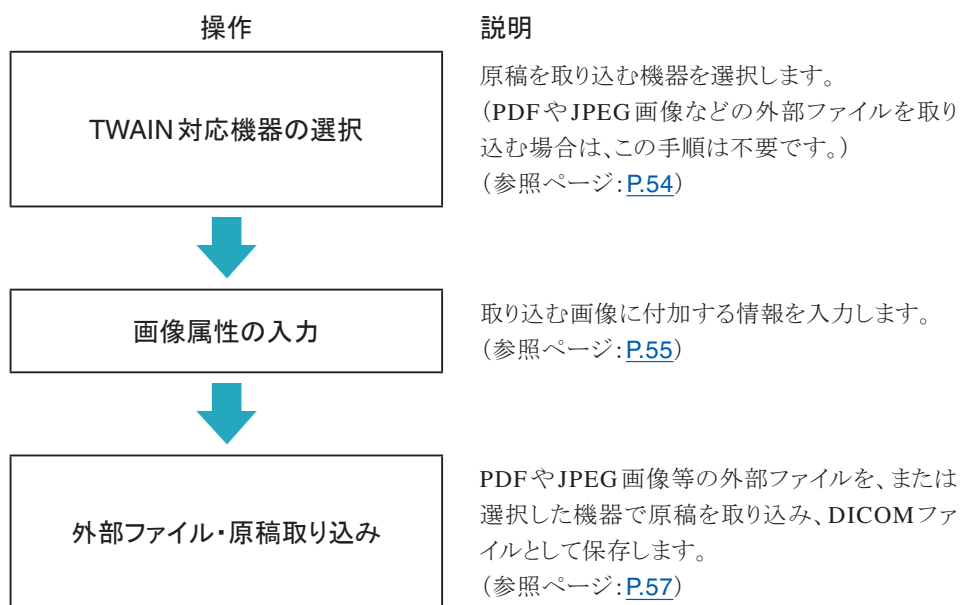 操作
説明
TWAIN対応機器の選択
原稿を取り込む機器を選択します。
（PDFやJPEG画像などの外部ファイルを取り
込む場合は、この手順は不要です。）
（参照ページ：P.54）
画像属性の入力
取り込む画像に付加する情報を入力します。
（参照ページ：P.55）
外部ファイル・原稿取り込み
PDFやJPEG画像等の外部ファイルを、または
選択した機器で原稿を取り込み、DICOMファ
イルとして保存します。
（参照ページ：P.57）